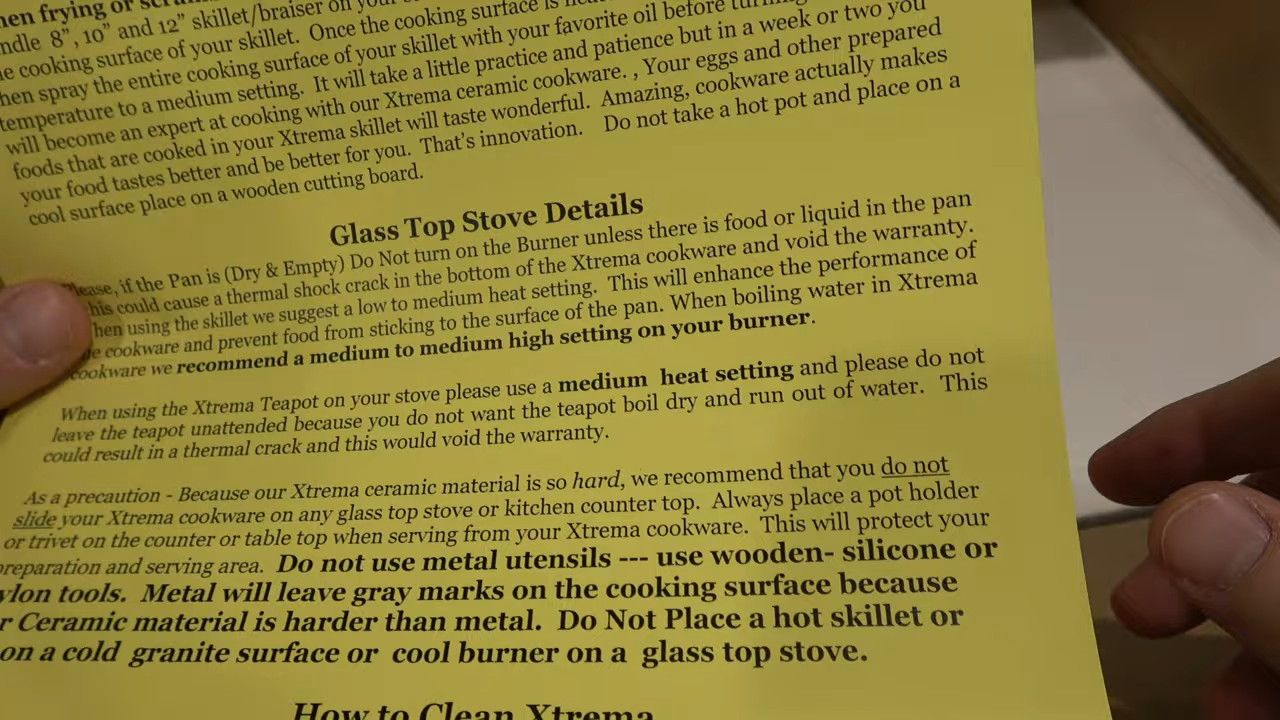 hen frying or
ndle 8”, 10” and 12” skillet/braiser on your
e cooking surface of your skillet. Once the cooking surface is
hen spray the entire cooking surface of your skillet with your favorite oil before
temperature to a medium setting. It will take a little practice and patience but in a week or two you
will become an expert at cooking with our Xtrema ceramic cookware. , Your eggs and other prepared
foods that are cooked in your Xtrema skillet will taste wonderful. Amazing, cookware actually makes
your food tastes better and be better for you. That’s innovation. Do not take a hot pot and place on a
cool surface place on a wooden cutting board.
Glass Top Stove Details
Please, if the Pan is (Dry & Empty) Do Not turn on the Burner unless there is food or liquid in the pan
his could cause a thermal shock crack in the bottom of the Xtrema cookware and void the warranty.
hen using the skillet we suggest a low to medium heat setting. This will enhance the performance of
e cookware and prevent food from sticking to the surface of the pan. When boiling water in Xtrema
cookware we recommend a medium to medium high setting on your burner.
When using the Xtrema Teapot on your stove please use a medium heat setting and please do not
leave the teapot unattended because you do not want the teapot boil dry and run out of water. This
could result in a thermal crack and this would void the warranty.
As a precaution - Because our Xtrema ceramic material is so hard, we recommend that you do not
slide your Xtrema cookware on any glass top stove or kitchen counter top. Always place a pot holder
or trivet on the counter or table top when serving from your Xtrema cookware. This will protect your
preparation and serving area. Do not use metal utensils --- use wooden- silicone or
ylon tools. Metal will leave gray marks on the cooking surface because
r Ceramic material is harder than metal. Do Not Place a hot skillet or
on a cold granite surface or cool burner on a glass top stove.
How to Clean Xtrema